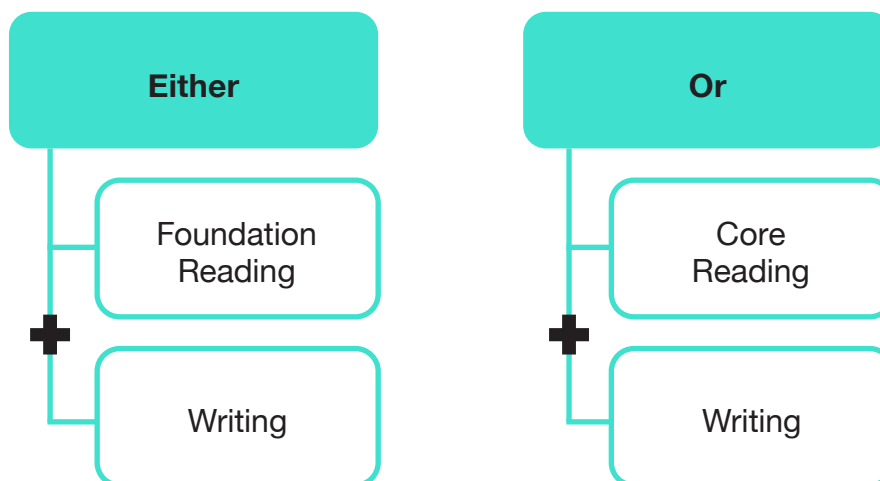 Either
Foundation
Reading
Writing
Or
Core
Reading
Writing